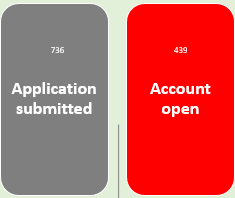 736
Application
submitted
439
Account
open